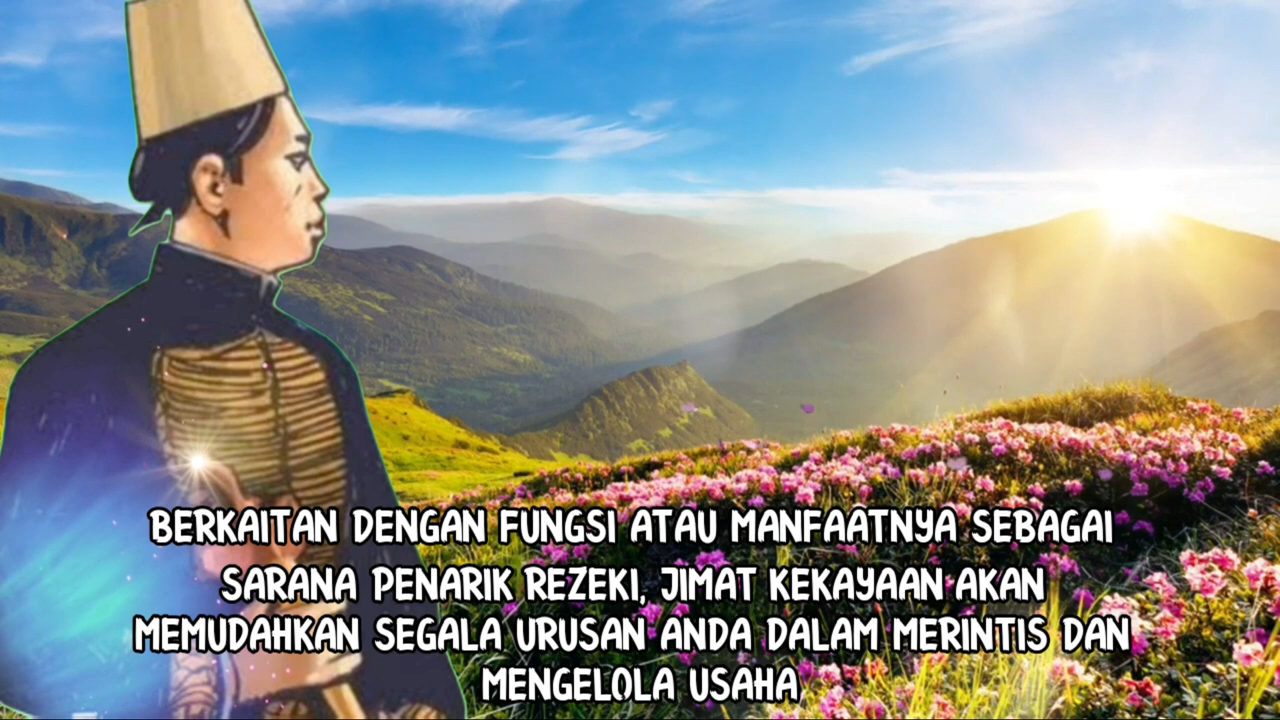 BERKAITAN DENGAN FUNGSI ATAU MANFAATNYA SEBAGAI
SARANA PENARIK REZEKI, JIMAT KEKAYAAN AKAN
MEMUDAHKAN SEGALA URUSAN ANDA DALAM MERINTIS DAN
MENGELOLA USAHA